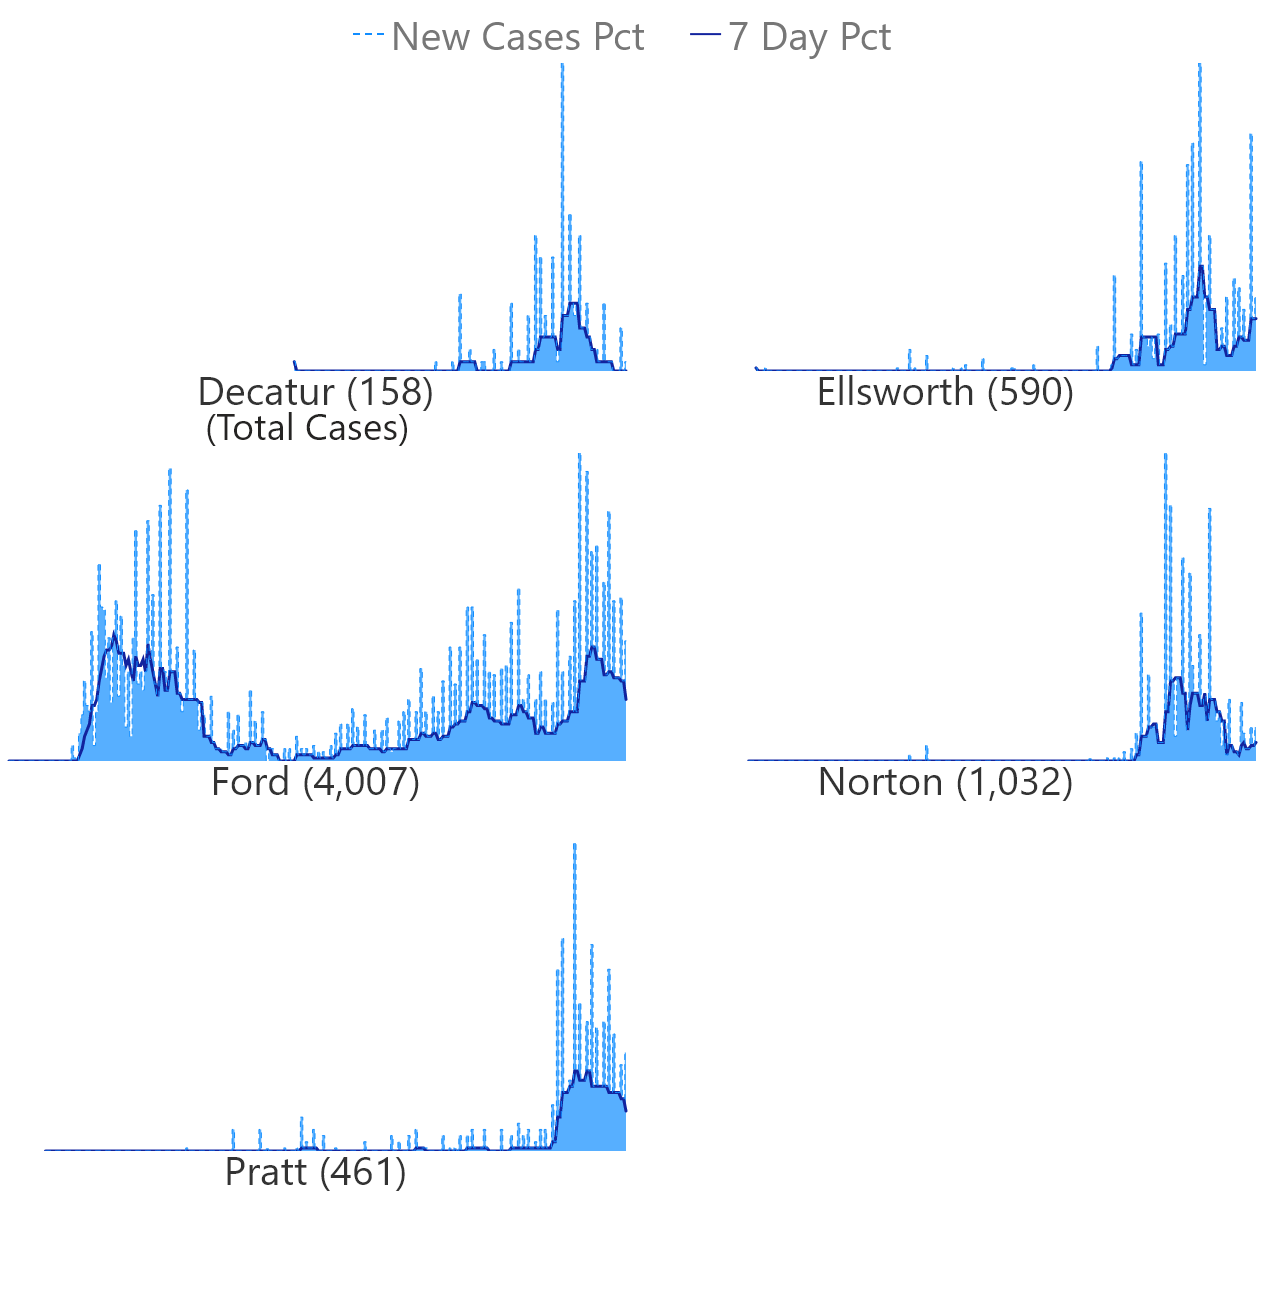 New Cases Pct 7 Day Pct
Decatur (158) Ellsworth (590)
(Total Cases)
Ford (4,007) Norton (1,032)
Pratt (461)